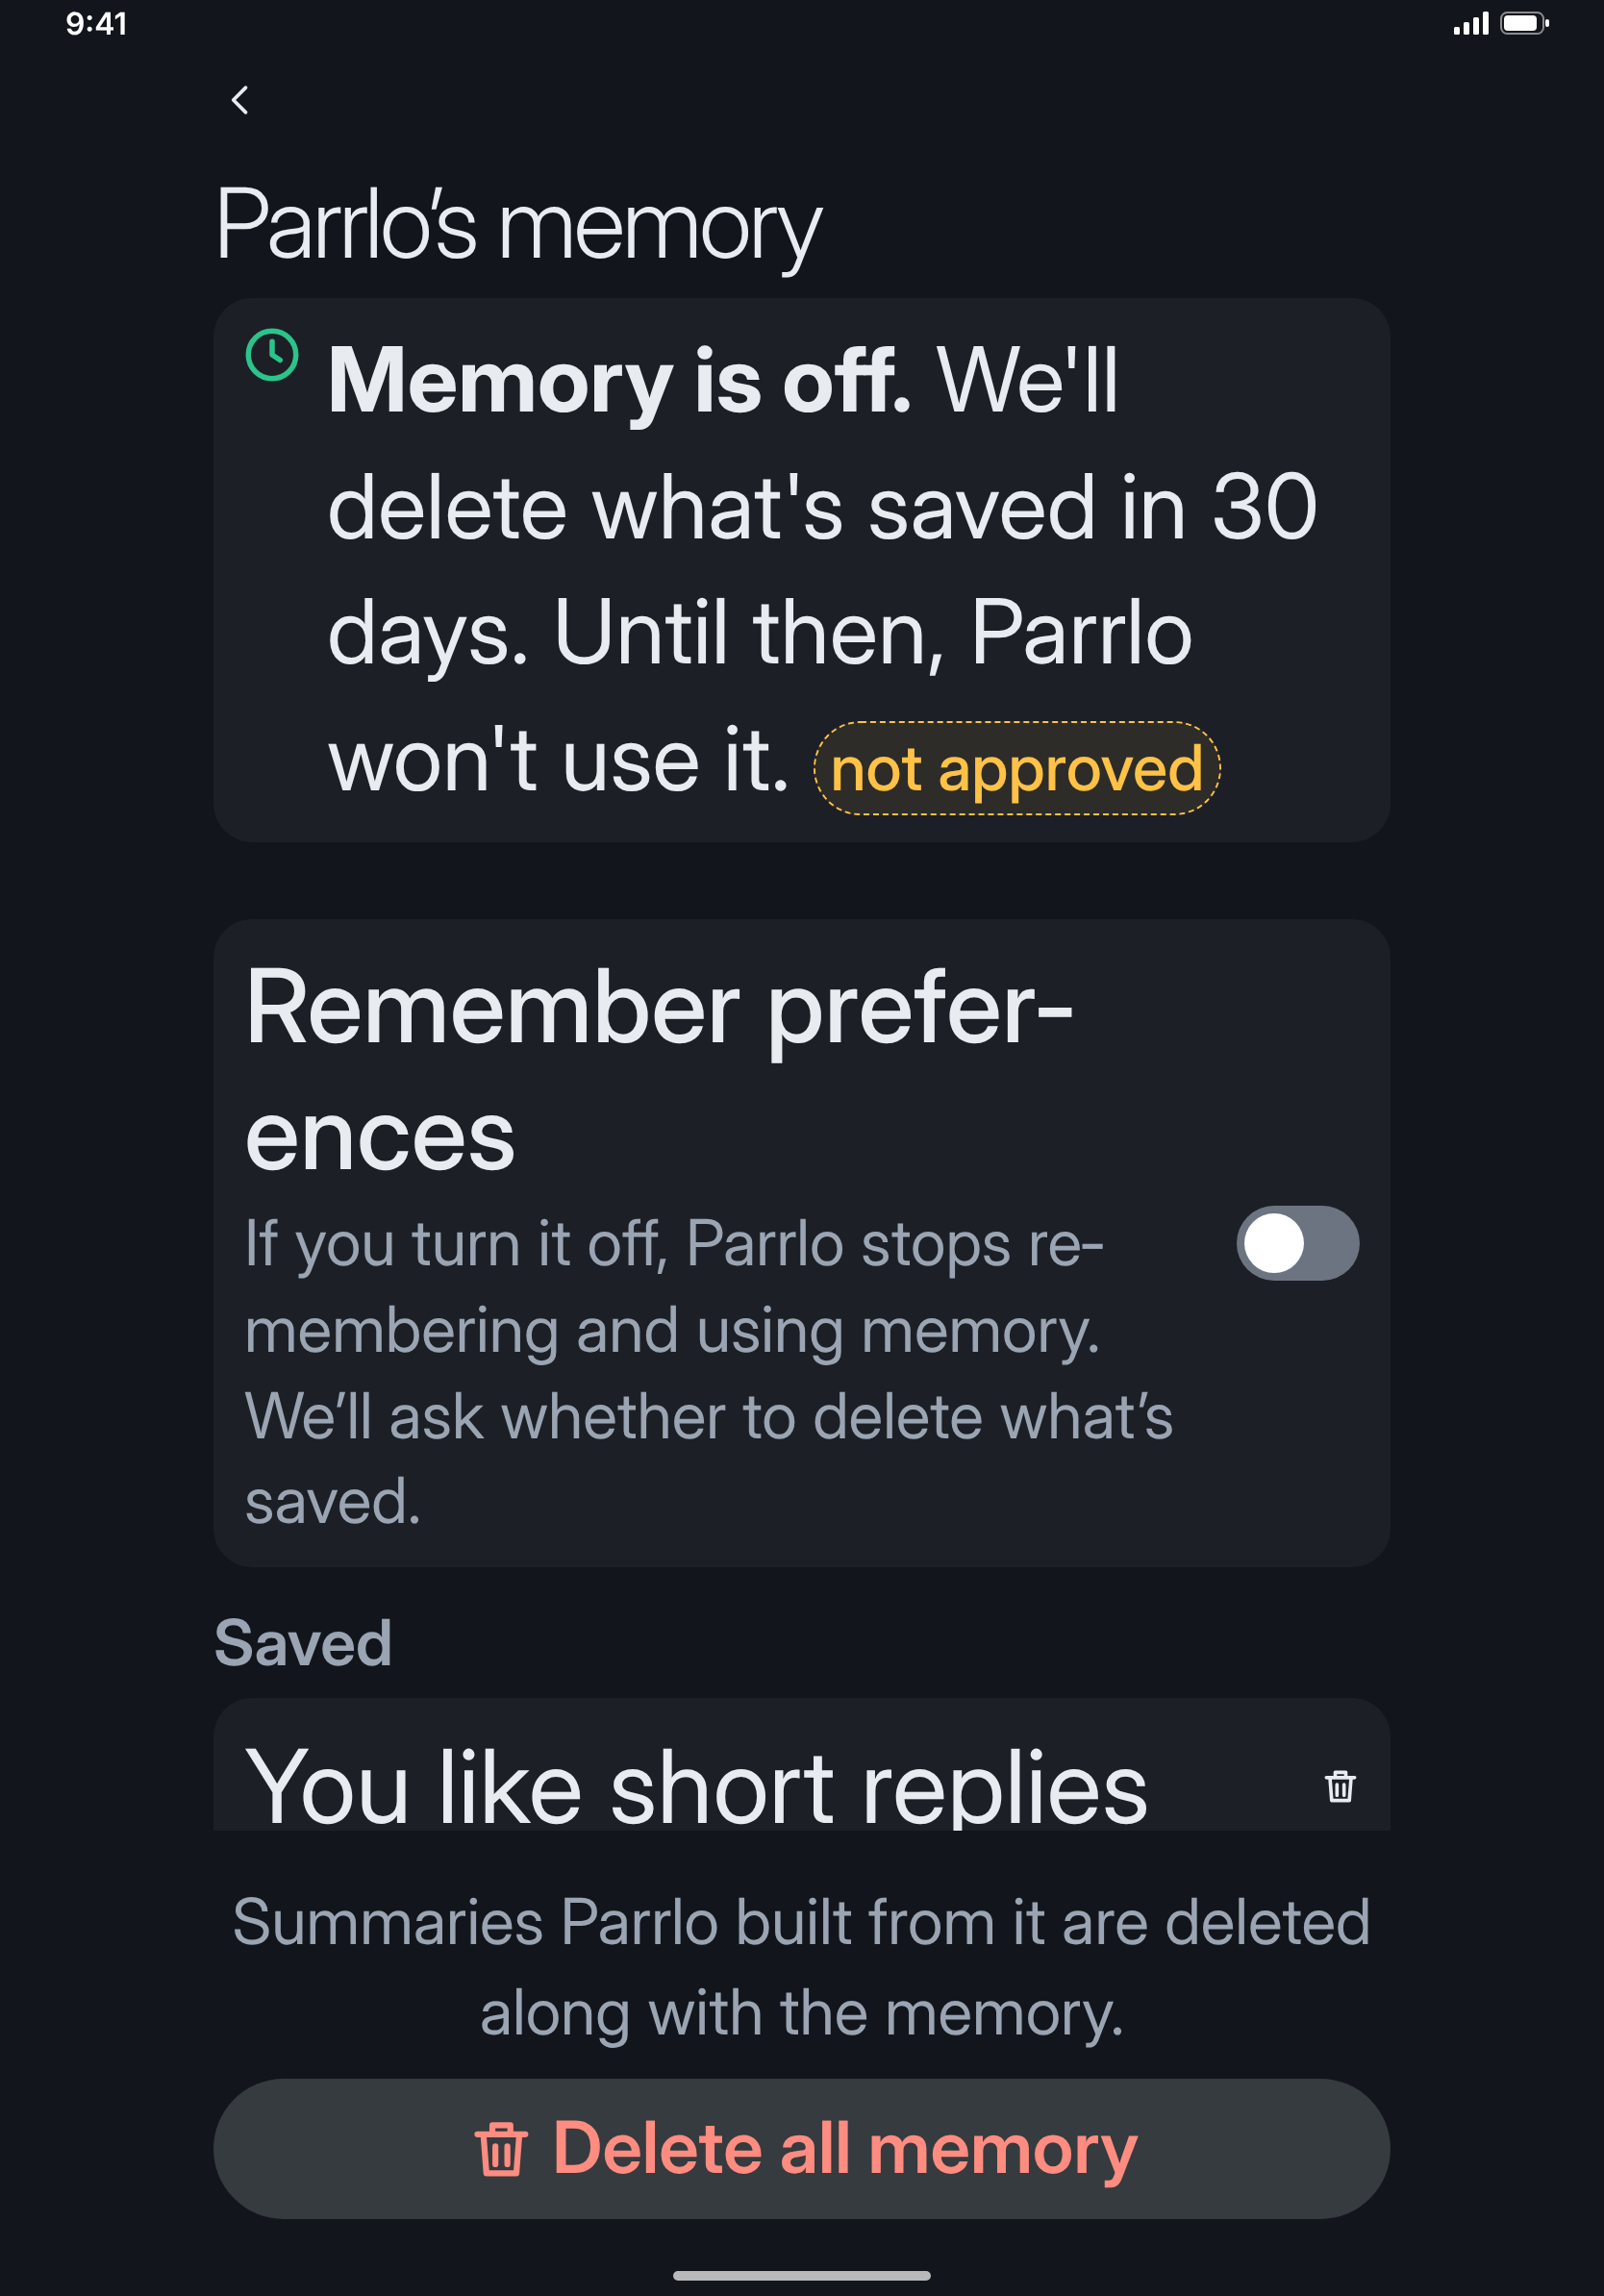 9:41
Parrlo’s memory
Memory is off. We'll
delete what's saved in 30
days. Until then, Parrlo
won't use it. not approved
Remember prefer-
ences
If you turn it off, Parrlo stops re-
membering and using memory.
We’ll ask whether to delete what’s
saved.
Saved
You like short replies
Summaries Parrlo built from it are deleted
along with the memory.
Delete all memory